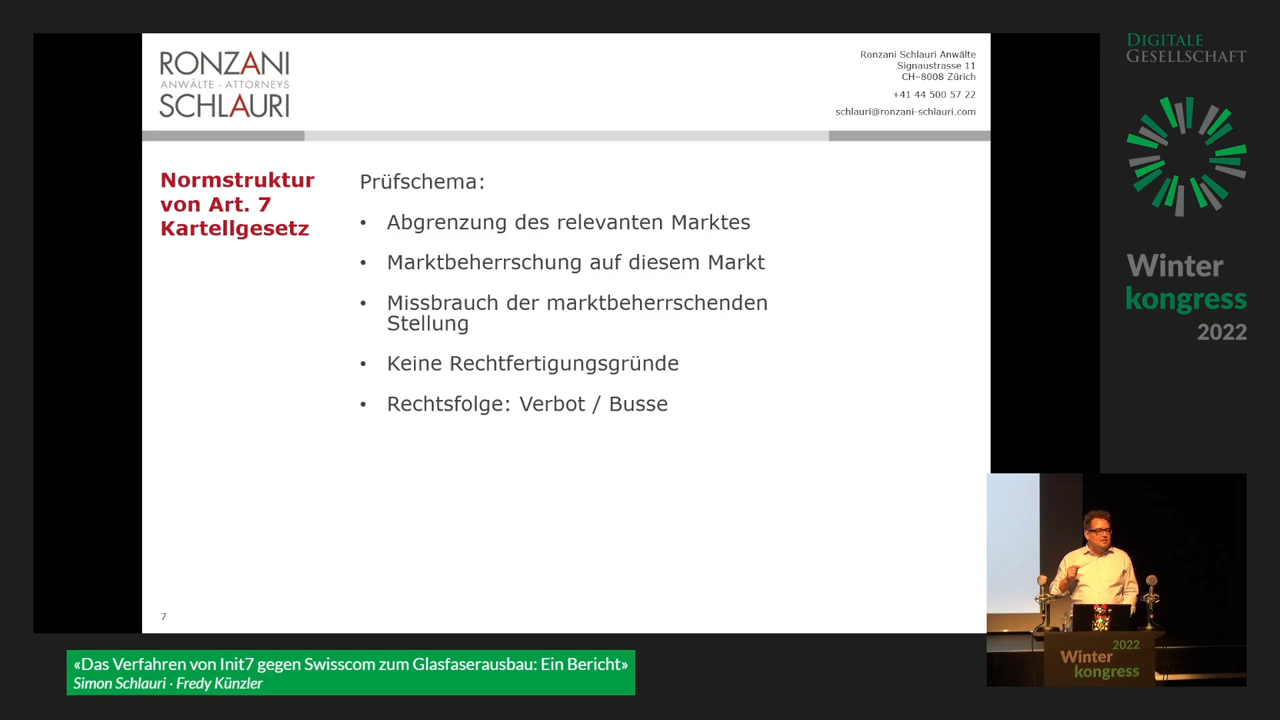 RONZANI
ANWÄLTE · ATTORNEYS
SCHLAURI
Ronzani Schlauri Anwälte
Signaustrasse 11
CH–8008 Zürich
+41 44 500 57 22
schlauri@ronzani-schlauri.com
Normstruktur
von Art. 7
Kartellgesetz
Prüfschema:
• Abgrenzung des relevanten Marktes
• Marktbeherrschung auf diesem Markt
• Missbrauch der marktbeherrschenden
Stellung
• Keine Rechtfertigungsgründe
• Rechtsfolge: Verbot / Busse
7
DIGITALE
GESELLSCHAFT
Winter
kongress
2022
2022
Winter
kongress
«Das Verfahren von Init7 gegen Swisscom zum Glasfaserausbau: Ein Bericht»
Simon Schlauri · Fredy Künzler